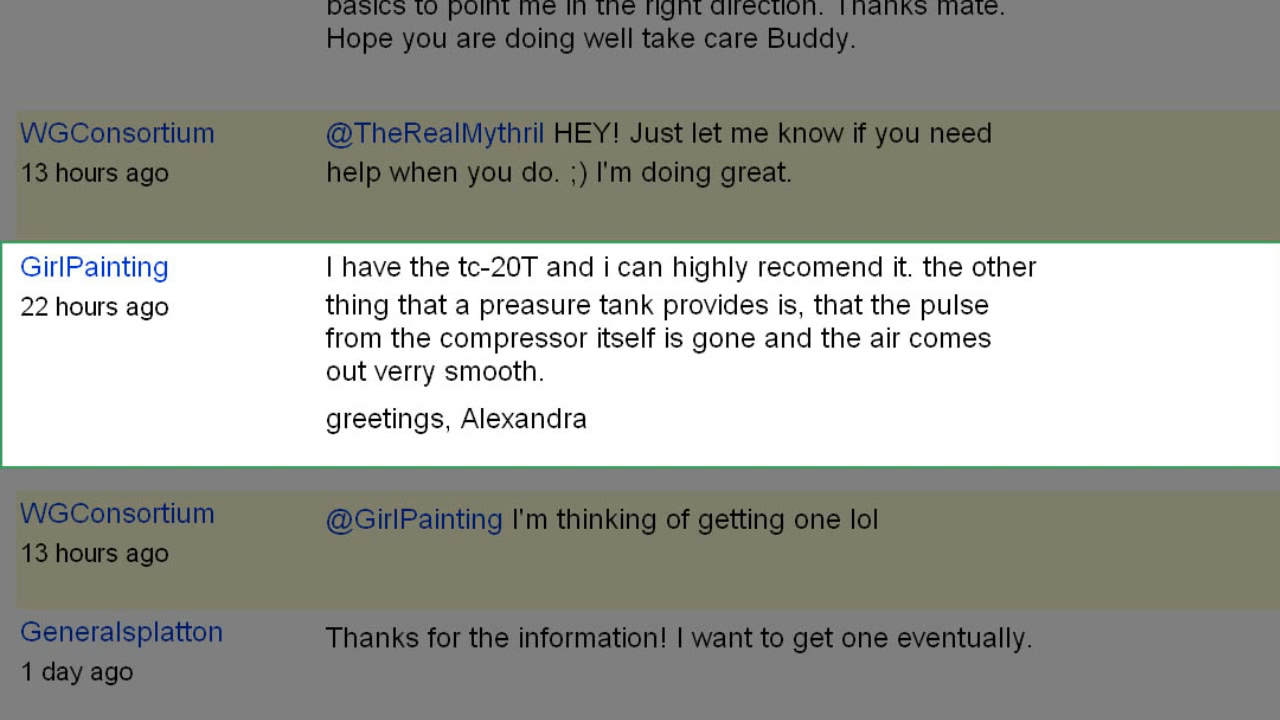 basics to point me in the right direction. Thanks mate.
Hope you are doing well take care Buddy.
WGConsortium
13 hours ago
@TheRealMythril HEY! Just let me know if you need
help when you do. ;) I'm doing great.
GirlPainting
22 hours ago
I have the tc-20T and i can highly recomend it. the other
thing that a preasure tank provides is, that the pulse
from the compressor itself is gone and the air comes
out verry smooth.
greetings, Alexandra
WGConsortium
13 hours ago
@GirlPainting I'm thinking of getting one lol
Generalsplatton
1 day ago
Thanks for the information! I want to get one eventually.